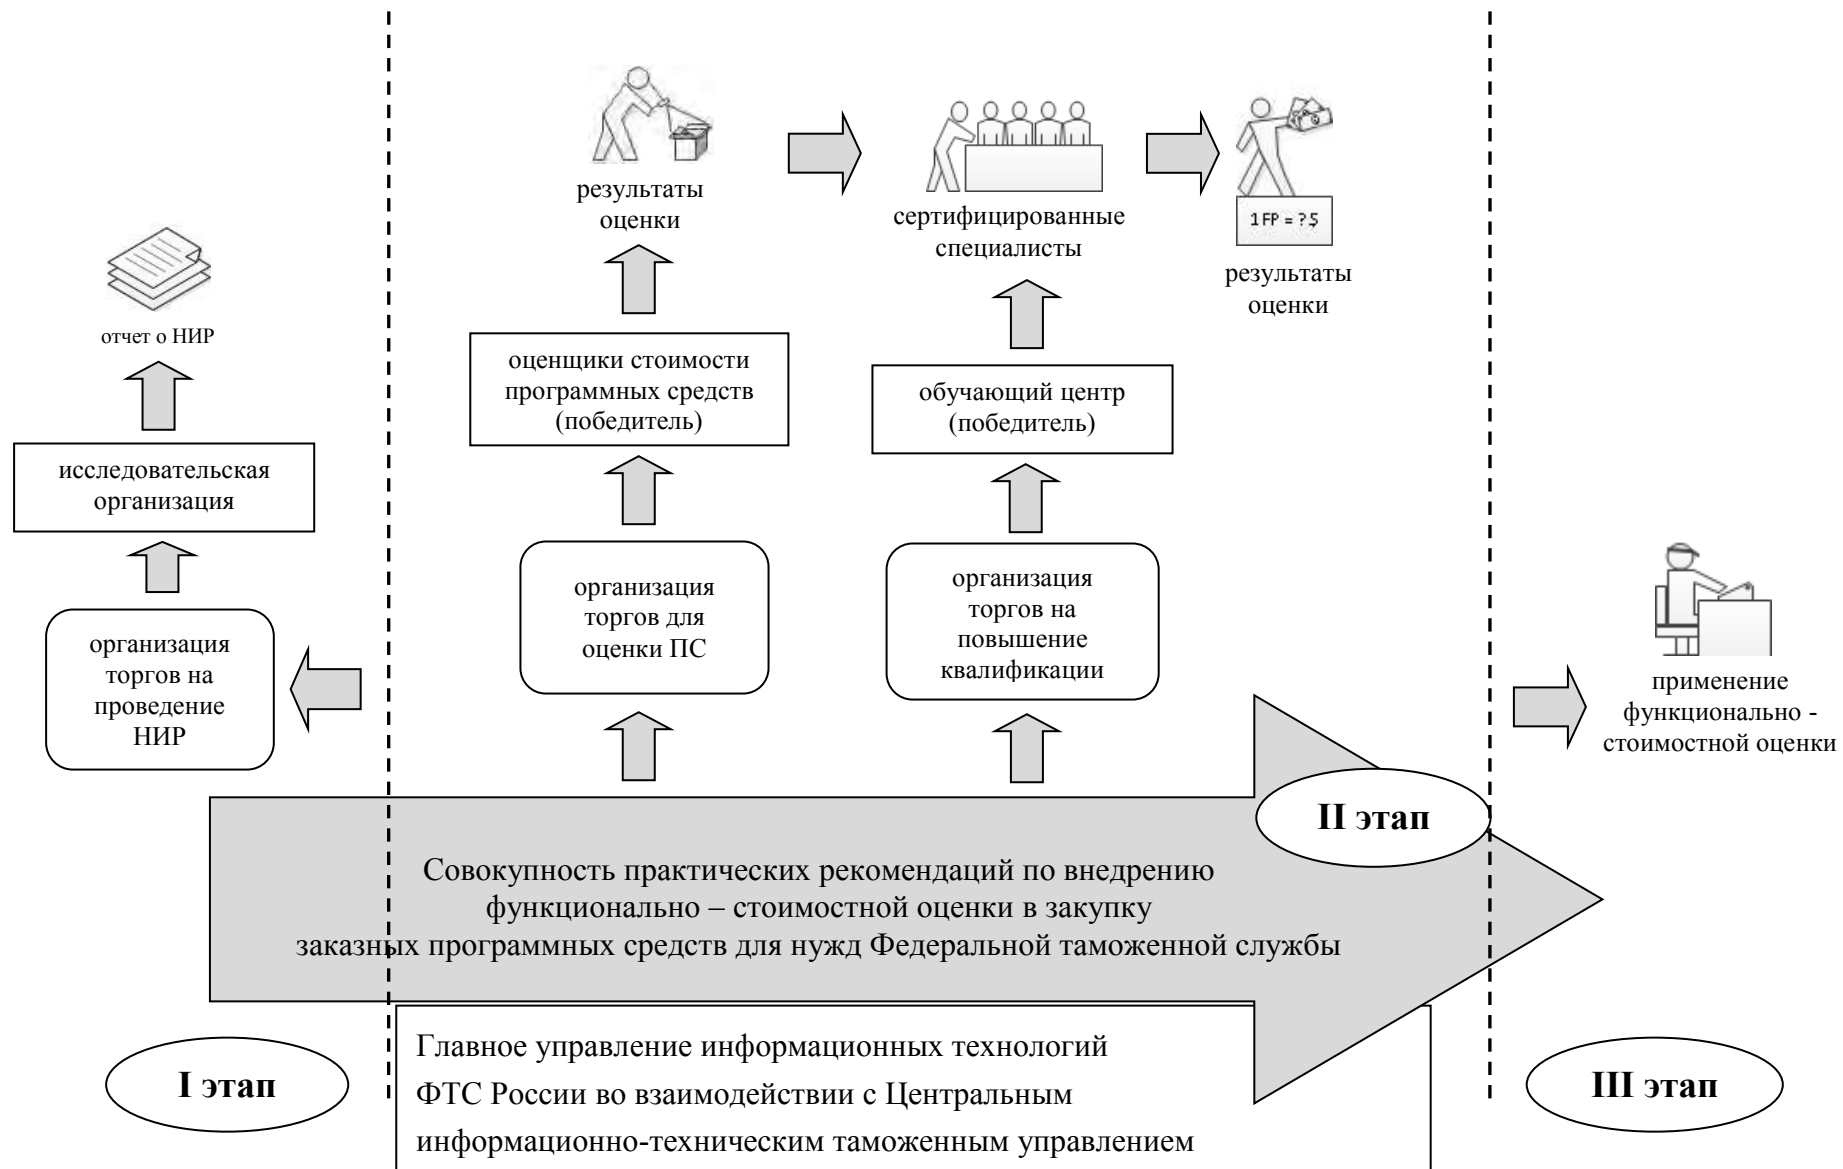 отчет о НИР
исследовательская
организация
организация
торгов на
проведение
НИР
результаты
оценки
оценщики стоимости
программных средств
(победитель)
организация
торгов для
оценки ПС
сертифицированные
специалисты
обучающий центр
(победитель)
организация
торгов на
повышение
квалификации
1 FP = ? $
результаты
оценки
применение
функционально -
стоимостной оценки
II этап
Совокупность практических рекомендаций по внедрению
функционально – стоимостной оценки в закупку
заказных программных средств для нужд Федеральной таможенной службы
I этап
Главное управление информационных технологий
ФТС России во взаимодействии с Центральным
информационно-техническим таможенным управлением
III этап